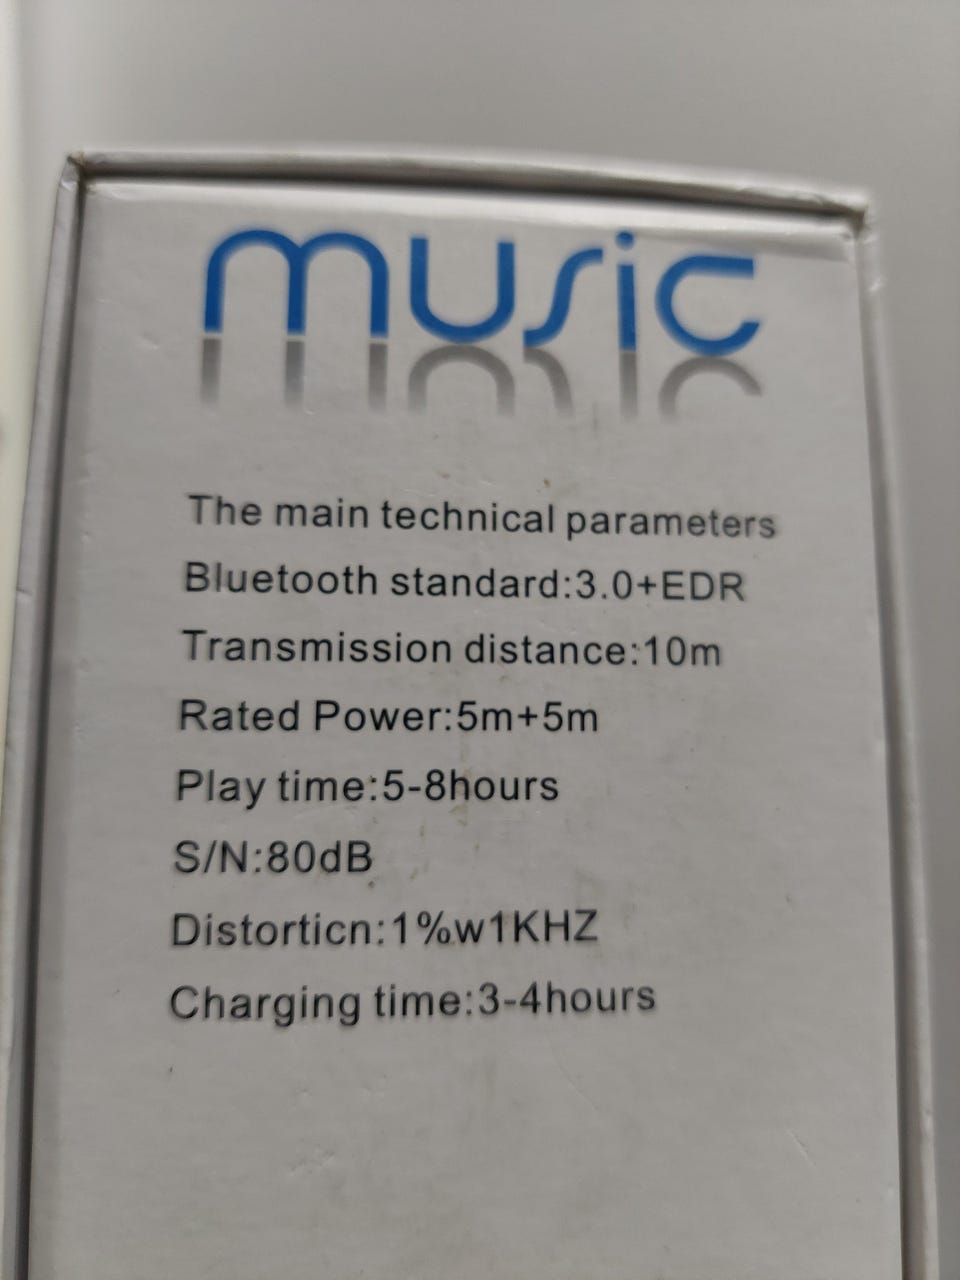 music
The main technical parameters
Bluetooth standard:3.0+EDR
Transmission distance:10m
Rated Power:5m+5m
Play time:5-8hours
S/N:80dB
Distorticn:1%w1KHZ
Charging time:3-4hours